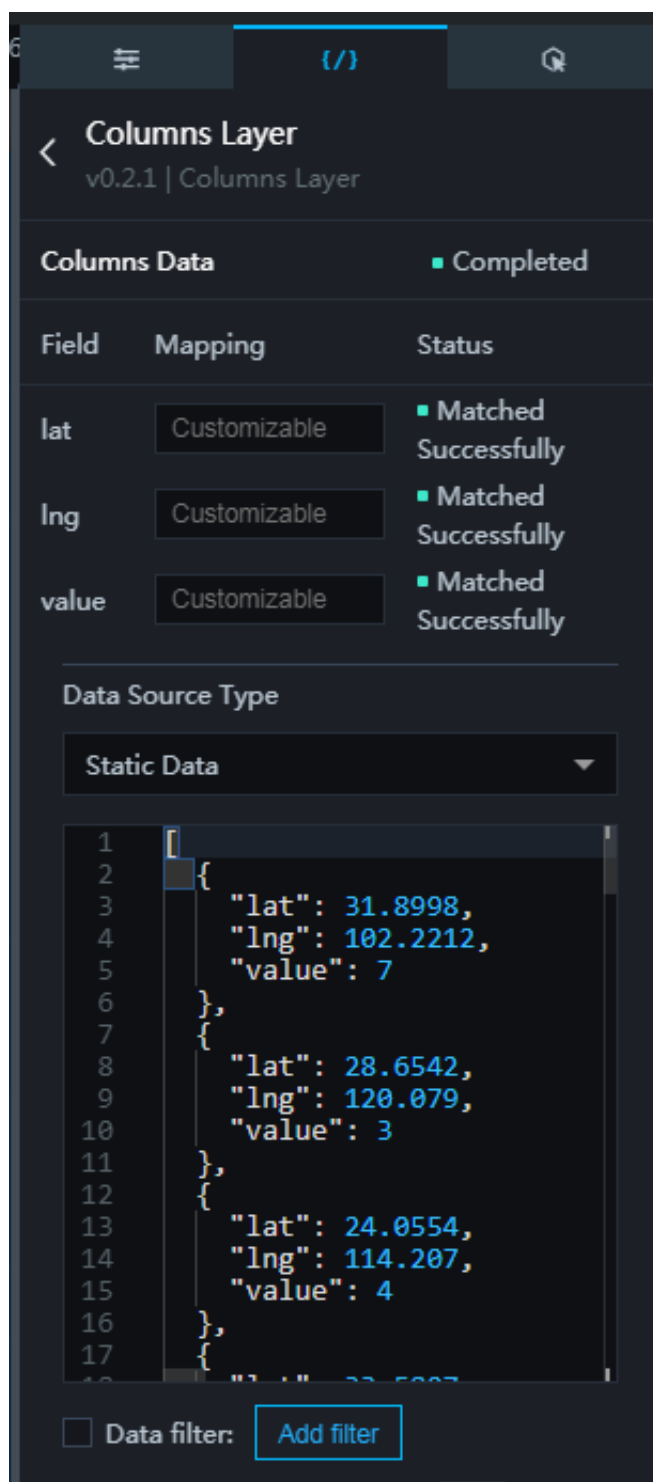 6
{/}
Columns Layer
v0.2.1 | Columns Layer
Columns Data Completed
Field Mapping Status
lat Customizable Matched Successfully
lng Customizable Matched Successfully
value Customizable Matched Successfully
Data Source Type
Static Data
1 [
2 {
3 "lat": 31.8998,
4 "lng": 102.2212,
5 "value": 7
6 },
7 {
8 "lat": 28.6542,
9 "lng": 120.079,
10 "value": 3
11 },
12 {
13 "lat": 24.0554,
14 "lng": 114.207,
15 "value": 4
16 },
17 {
Data filter: Add filter